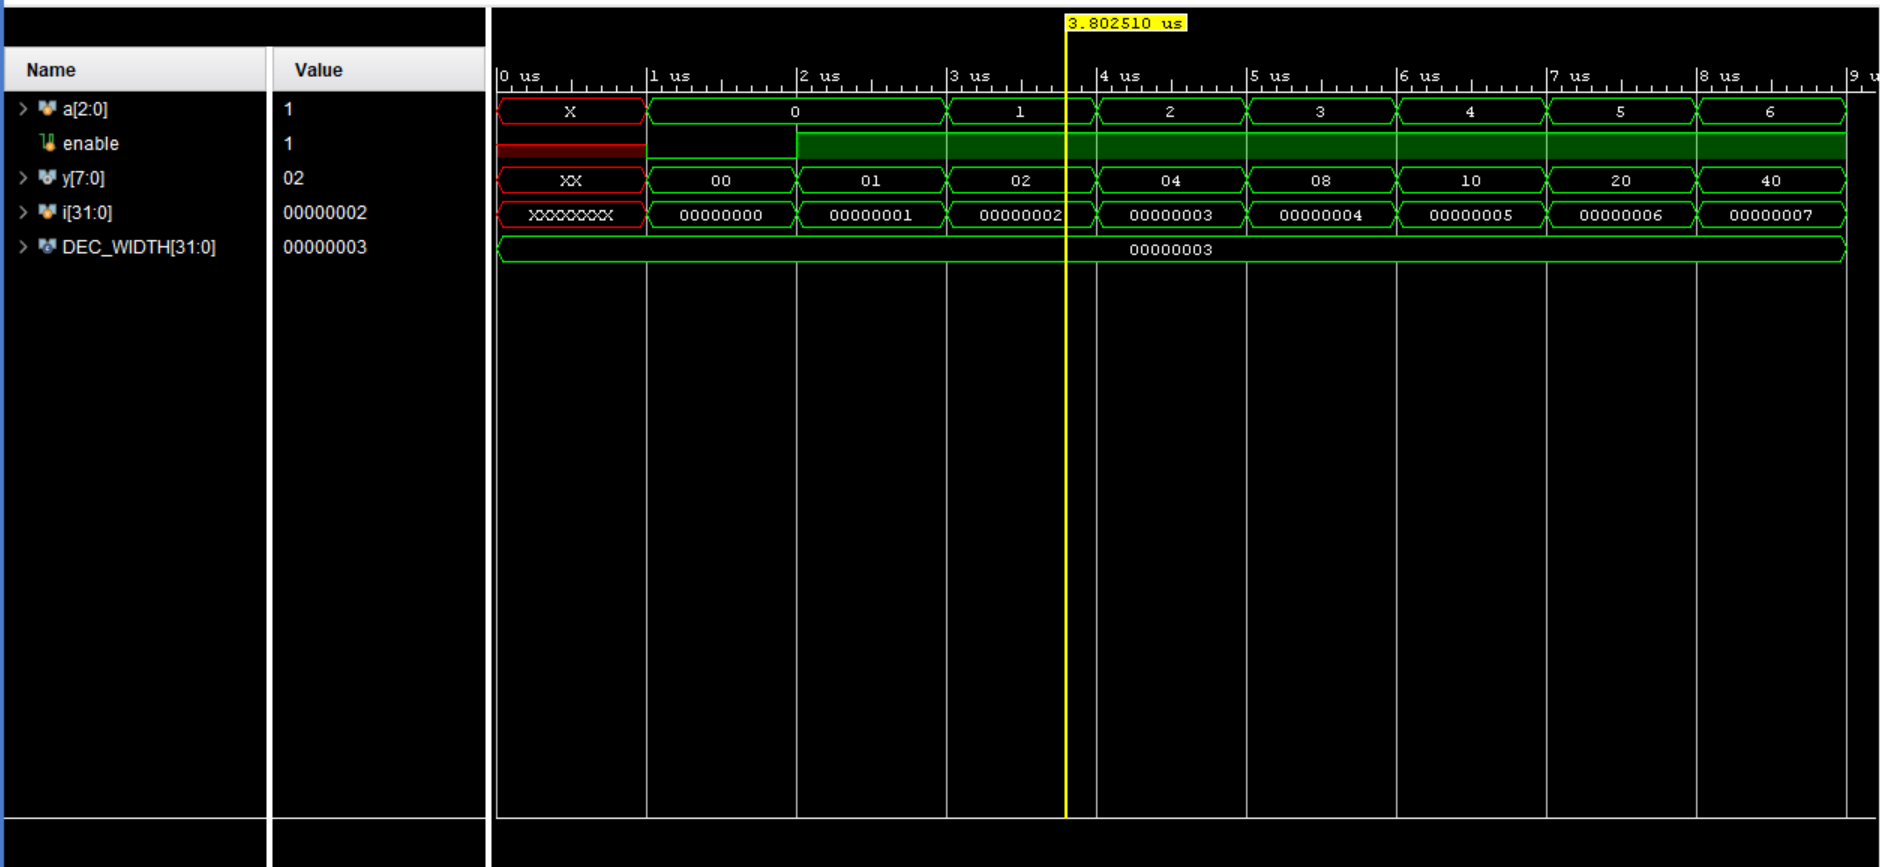 3.802510 us
Name Value 0 us 1 us 2 us 3 us 4 us 5 us 6 us 7 us 8 us 9 u
a[2:0] 1 X 0 1 2 3 4 5 6
enable 1
y[7:0] 02 XX 00 01 02 04 08 10 20 40
i[31:0] 00000002 XXXXXXXX 00000000 00000001 00000002 00000003 00000004 00000005 00000006 00000007
DEC_WIDTH[31:0] 00000003 00000003